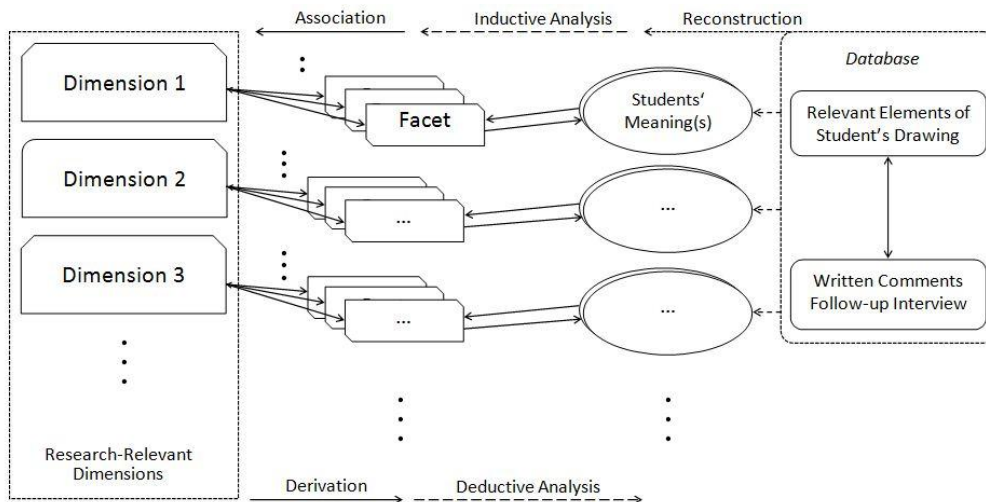 Association
Inductive Analysis
Reconstruction
Database
Dimension 1
Facet
Students‘
Meaning(s)
Relevant Elements of
Student’s Drawing
Dimension 2
...
...
Dimension 3
...
...
Written Comments
Follow-up Interview
Research-Relevant
Dimensions
Derivation
Deductive Analysis